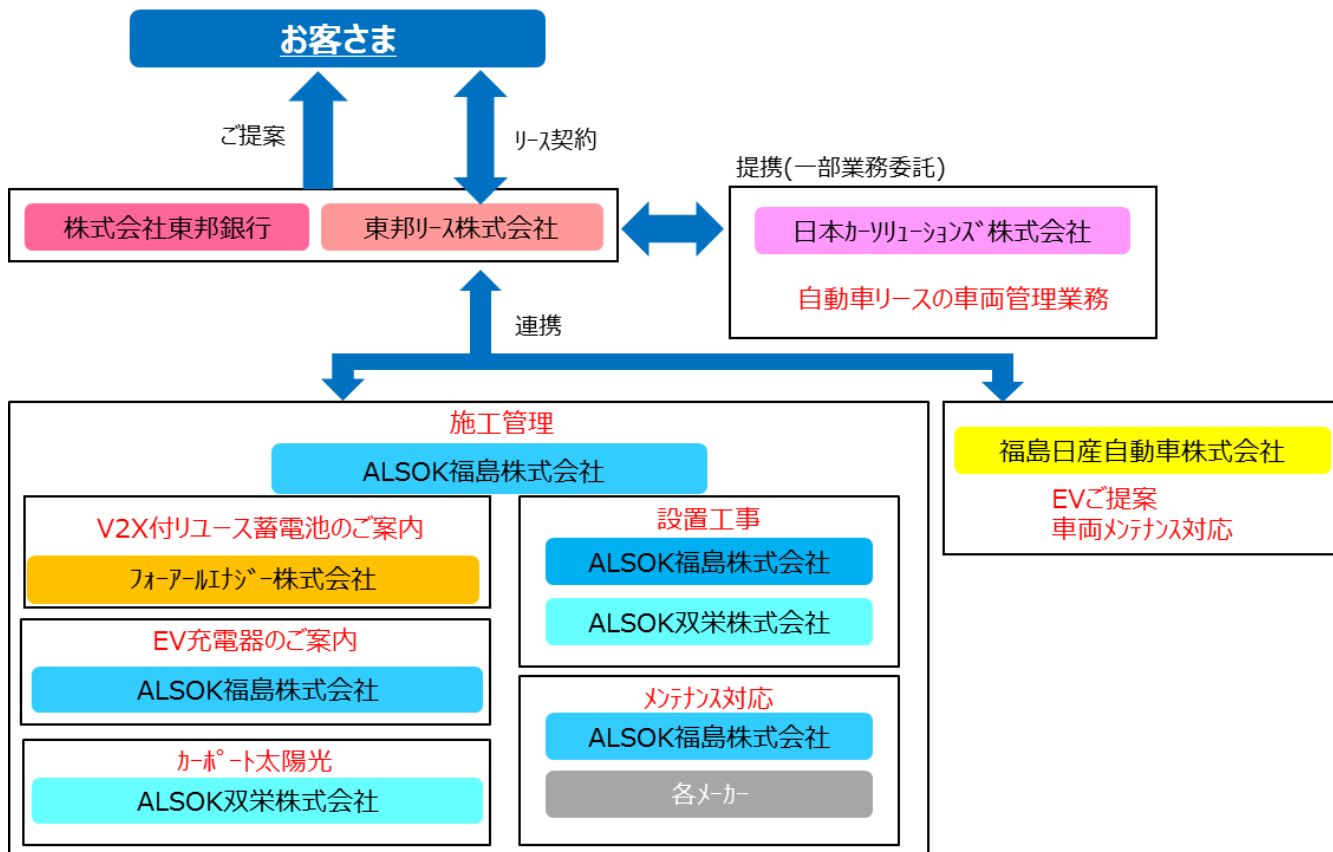 お客さま
ご提案
リース契約
提携(一部業務委託)
株式会社東邦銀行
東邦リース株式会社
日本カーソリューションズ株式会社
自動車リースの車両管理業務
連携
施工管理
ALSOK福島株式会社
V2X付リユース蓄電池のご案内
フォーアールエナジー株式会社
EV充電器のご案内
ALSOK福島株式会社
カーポート太陽光
ALSOK双栄株式会社
設置工事
ALSOK福島株式会社
ALSOK双栄株式会社
メンテナンス対応
ALSOK福島株式会社
各メーカー
福島日産自動車株式会社
EVご提案
車両メンテナンス対応